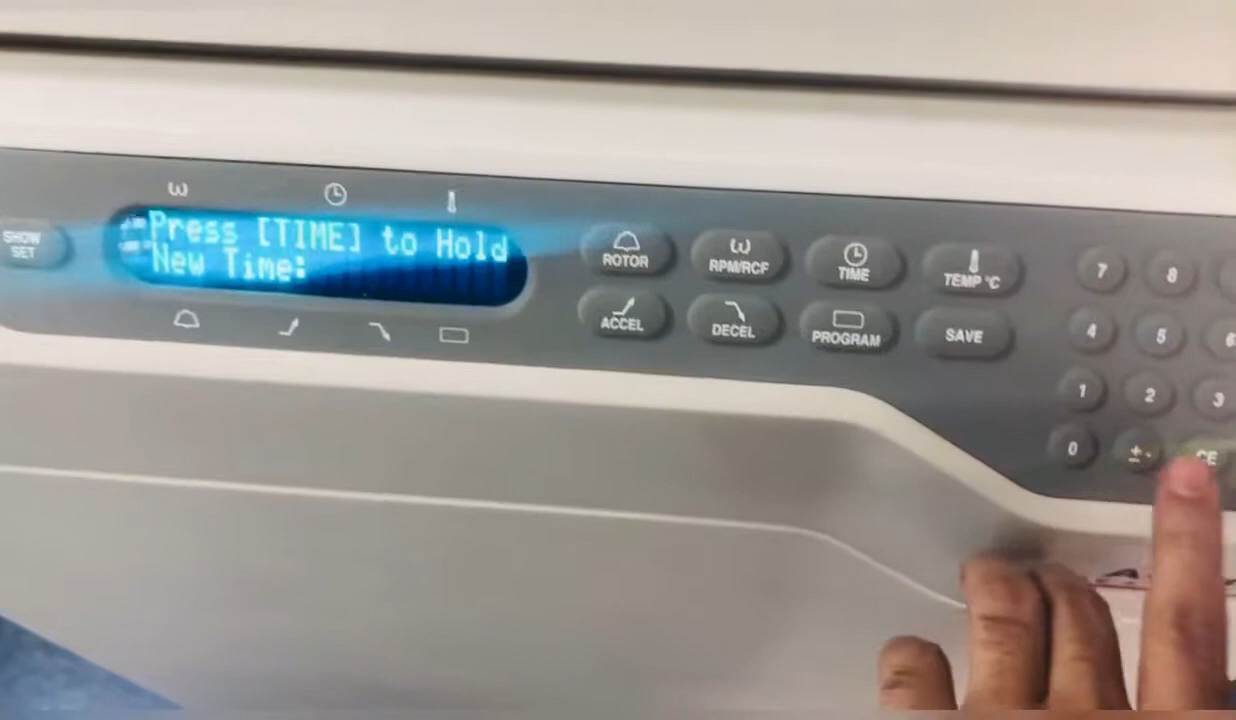 SHOW
SET
Press [TIME] to Hold
New Time:
ROTOR
RPM/RCF
TIME
TEMP °C
ACCEL
DECEL
PROGRAM
SAVE
7
8
4
5
6
1
2
3
0
±.
CE